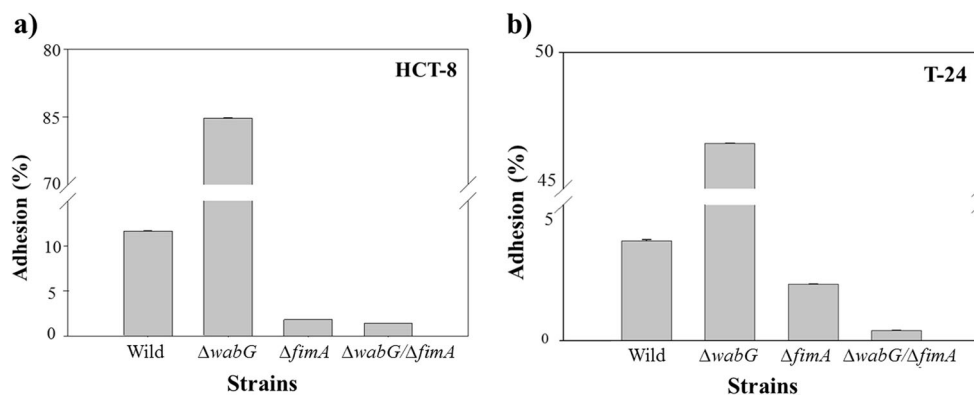 a)
HCT-8
Adhesion (%)
80
85
70
10
5
0
Wild ΔwabG ΔfimA ΔwabG/ΔfimA
Strains
b)
T-24
Adhesion (%)
50
45
5
0
Wild ΔwabG ΔfimA ΔwabG/ΔfimA
Strains